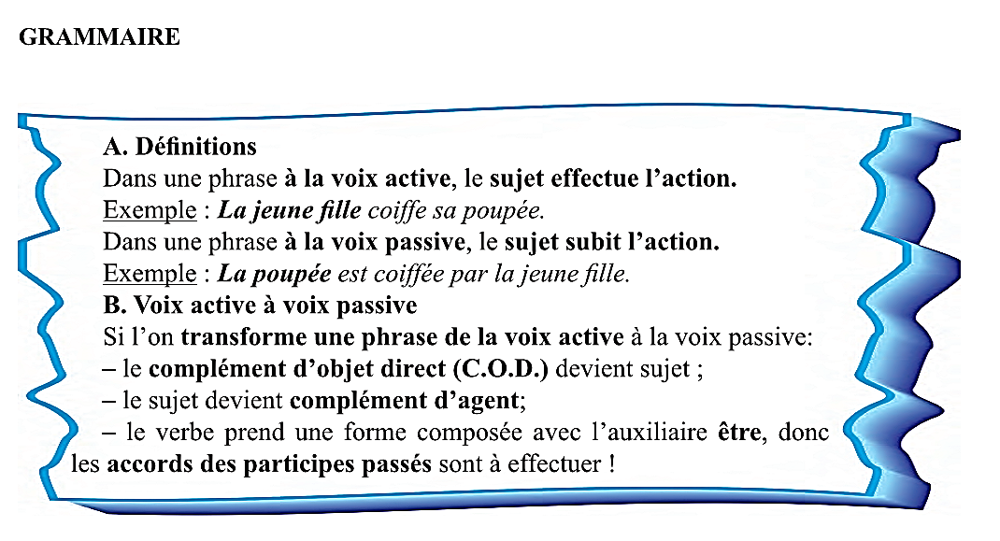 GRAMMAIRE
A. Définitions
Dans une phrase à la voix active, le sujet effectue l’action.
Exemple : La jeune fille coiffe sa poupée.
Dans une phrase à la voix passive, le sujet subit l’action.
Exemple : La poupée est coiffée par la jeune fille.
B. Voix active à voix passive
Si l’on transforme une phrase de la voix active à la voix passive:
– le complément d’objet direct (C.O.D.) devient sujet ;
– le sujet devient complément d’agent;
– le verbe prend une forme composée avec l’auxiliaire être, donc
les accords des participes passés sont à effectuer !